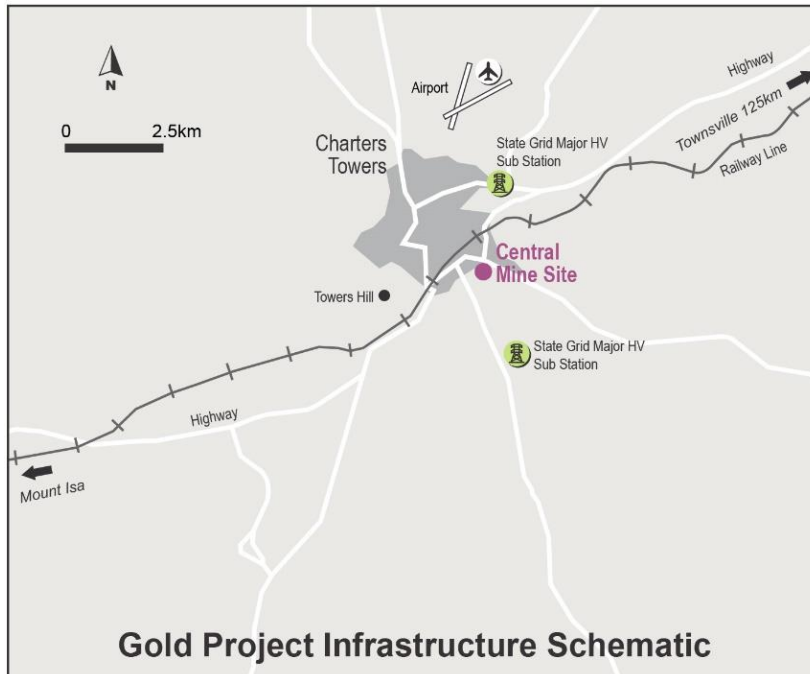 Airport
Highway
Townsville 125km
Railway Line
N
0 2.5km
Charters
Towers
State Grid Major HV
Sub Station
Central
Mine Site
Towers Hill
State Grid Major HV
Sub Station
Highway
Mount Isa
Gold Project Infrastructure Schematic